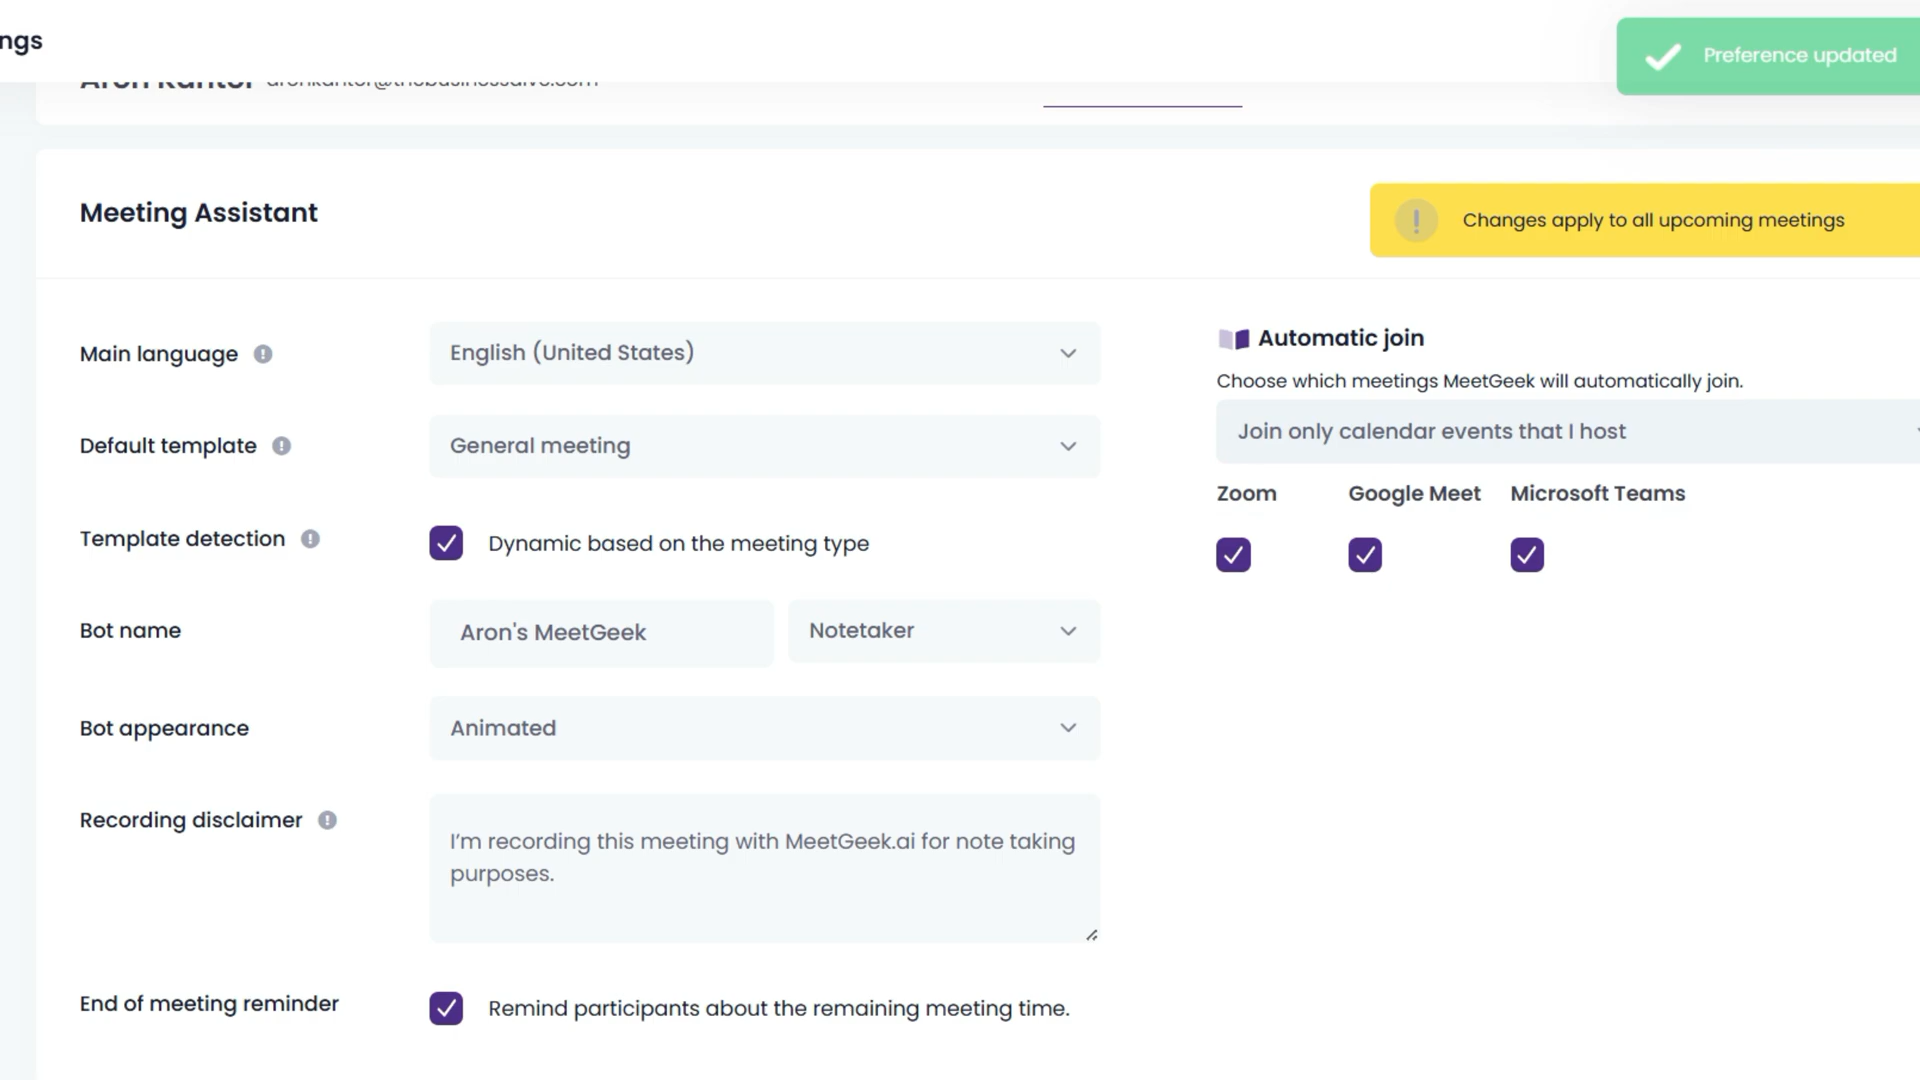 ngs
Preference updated
Aron Kantor
Meeting Assistant
Changes apply to all upcoming meetings
Main language
English (United States)
Automatic join
Choose which meetings MeetGeek will automatically join.
Default template
General meeting
Join only calendar events that I host
Zoom Google Meet Microsoft Teams
Template detection
Dynamic based on the meeting type
Bot name
Aron's MeetGeek
Notetaker
Bot appearance
Animated
Recording disclaimer
I'm recording this meeting with MeetGeek.ai for note taking
purposes.
End of meeting reminder
Remind participants about the remaining meeting time.